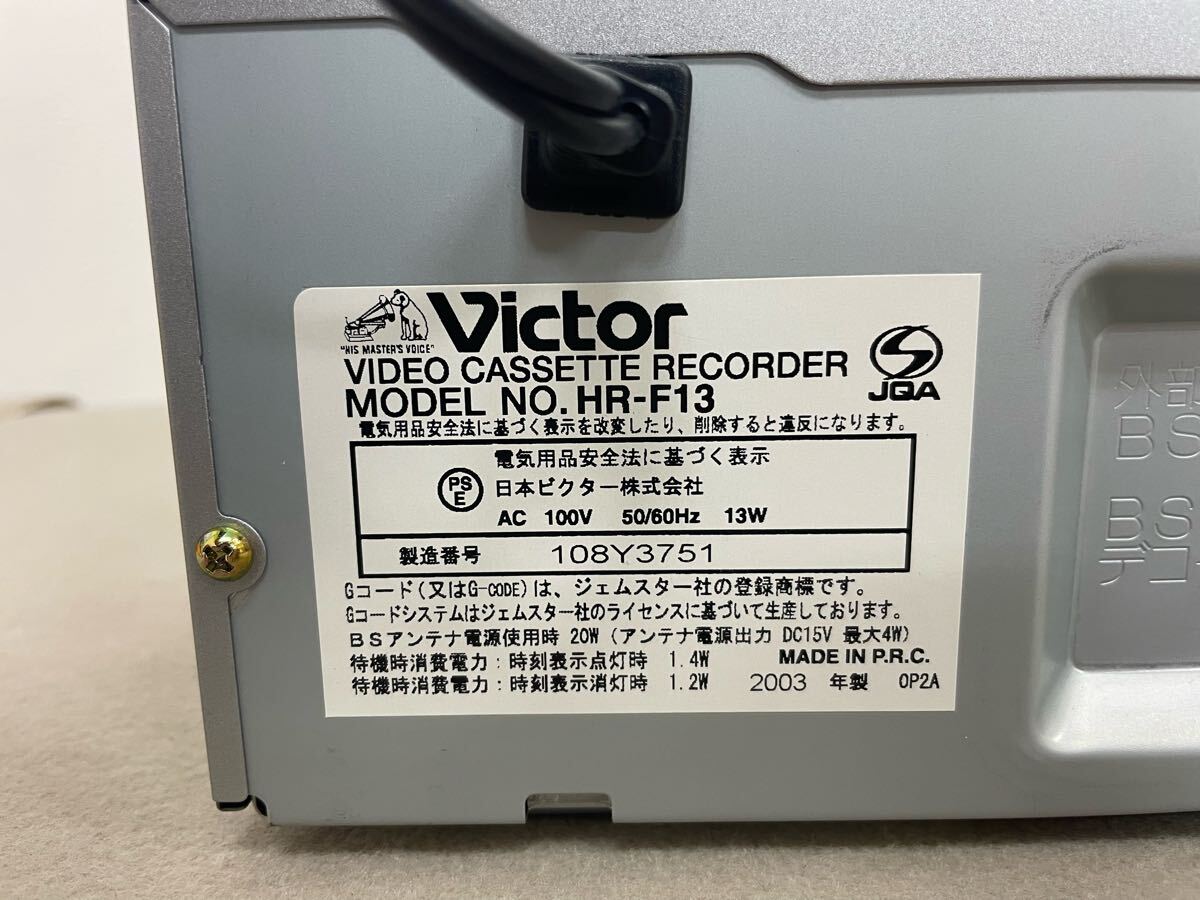 Victor
"HIS MASTER'S VOICE"
VIDEO CASSETTE RECORDER
MODEL NO. HR-F13
JQA
電気用品安全法に基づく表示を改変したり、削除すると違反になります。
電気用品安全法に基づく表示
PS
E
日本ビクター株式会社
AC 100V 50/60Hz 13W
製造番号 108Y3751
Gコード(又はG-CODE)は、ジェムスター社の登録商標です。
Gコードシステムはジェムスター社のライセンスに基づいて生産しております。
BSアンテナ電源使用時 20W (アンテナ電源出力 DC15V 最大4W)
待機時消費電力:時刻表示点灯時 1.4W MADE IN P.R.C.
待機時消費電力:時刻表示消灯時 1.2W 2003 年製 OP2A
外部
BS
BS
デコ